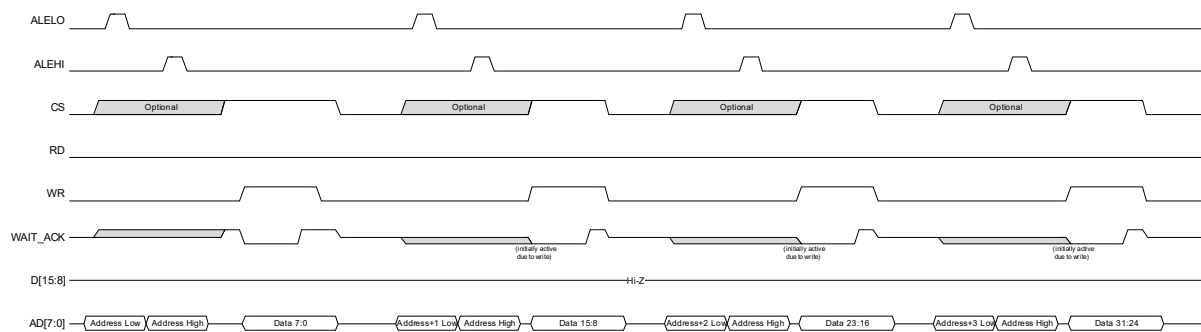 ALELO
ALEHI
CS Optional Optional Optional Optional
RD
WR
WAIT_ACK
(initially active (initially active (initially active
due to write) due to write) due to write)
D[15:8] Hi-Z
AD[7:0] Address Low Address High Data 7:0 Address+1 Low Address High Data 15:8 Address+2 Low Address High Data 23:16 Address+3 Low Address High Data 31:24